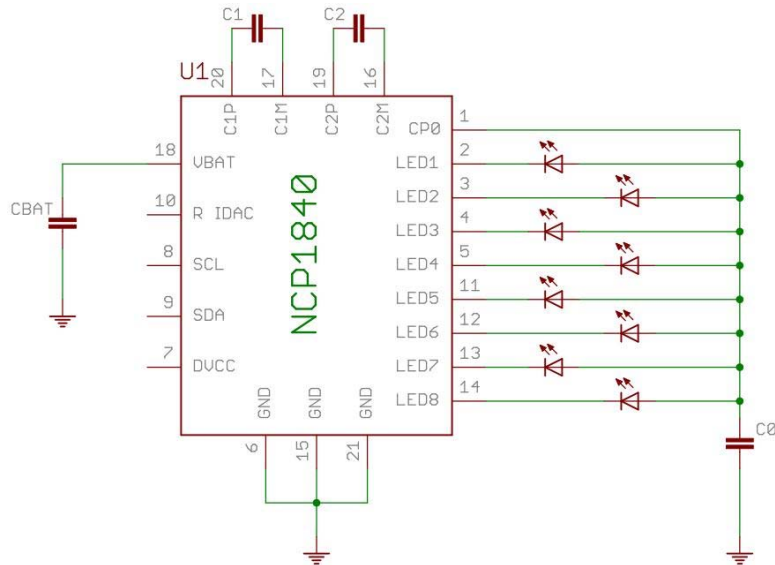 C1 C2
U1
20 17 19 16
C1P C1M C2P C2M
CP0 1
18 VBAT LED1 2
LED2 3
CBAT
10 R IDAC LED3 4
8 SCL LED4 5
LED5 11
9 SDA
LED6 12
7 DVCC LED7 13
LED8 14
NCP1840
GND GND GND
6 15 21
C0